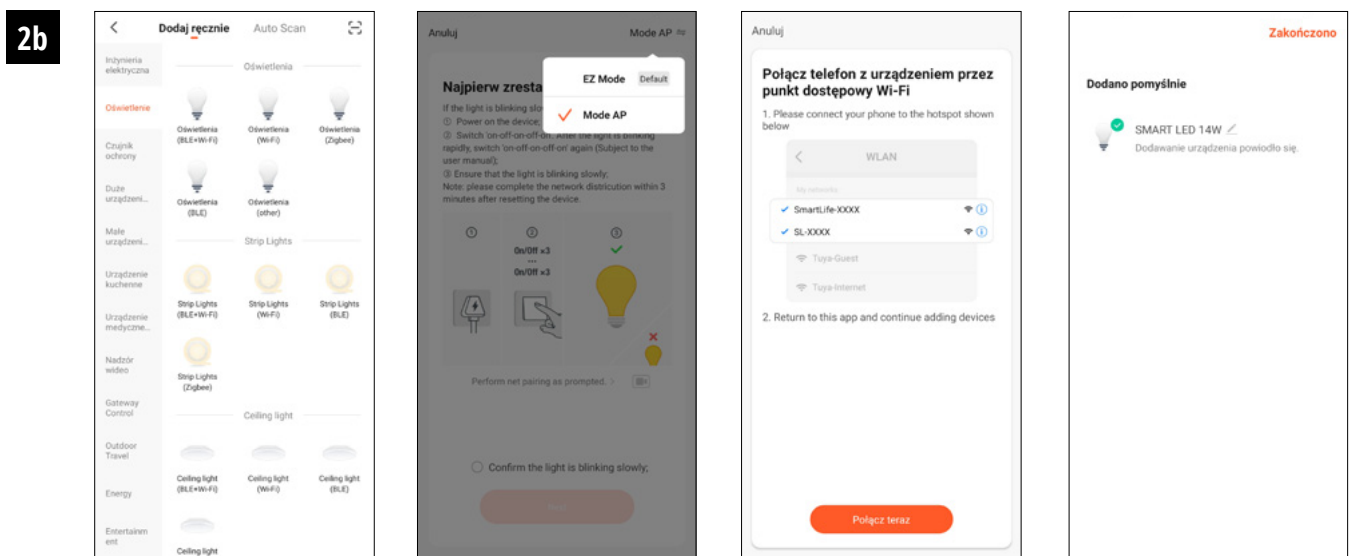 2b
Dodaj ręcznie
Auto Scan
Inżynieria
elektryczna
Oświetlenie
Czujnik
ochrony
Duże
urządzeni...
Małe
urządzeni...
Urządzenie
kuchenne
Urządzenie
medyczne...
Nadzór
wideo
Gateway
Control
Outdoor
Travel
Energy
Entertainm
ent
Oświetlenia
Oświetlenia
(BLE+Wi-Fi)
Oświetlenia
(Wi-Fi)
Oświetlenia
(Zigbee)
Oświetlenia
(BLE)
Oświetlenia
(other)
Strip Lights
Strip Lights
(BLE+Wi-Fi)
Strip Lights
(Wi-Fi)
Strip Lights
(BLE)
Strip Lights
(Zigbee)
Ceiling light
Ceiling light
(BLE+Wi-Fi)
Ceiling light
(Wi-Fi)
Ceiling light
(BLE)
Ceiling light
Anuluj
Mode AP
EZ Mode Default
Mode AP
Najpierw zresta
If the light is blinking slo
① Power on the device;
② Switch 'on-off-on-off-on'. After the light is blinking
rapidly, switch 'on-off-on-off-on' again (Subject to the
user manual);
③ Ensure that the light is blinking slowly;
Note: please complete the network districution within 3
minutes after resetting the device.
①
②
③
On/Off ×3
...
On/Off ×3
Perform net pairing as prompted. >
Confirm the light is blinking slowly;
Anuluj
Połącz telefon z urządzeniem przez
punkt dostępowy Wi-Fi
1. Please connect your phone to the hotspot shown
below
WLAN
My networks
SmartLife-XXXX
SL-XXXX
Tuya-Guest
Tuya-Internet
2. Return to this app and continue adding devices
Połącz teraz
Zakończono
Dodano pomyślnie
SMART LED 14W
Dodawanie urządzenia powiodło się.